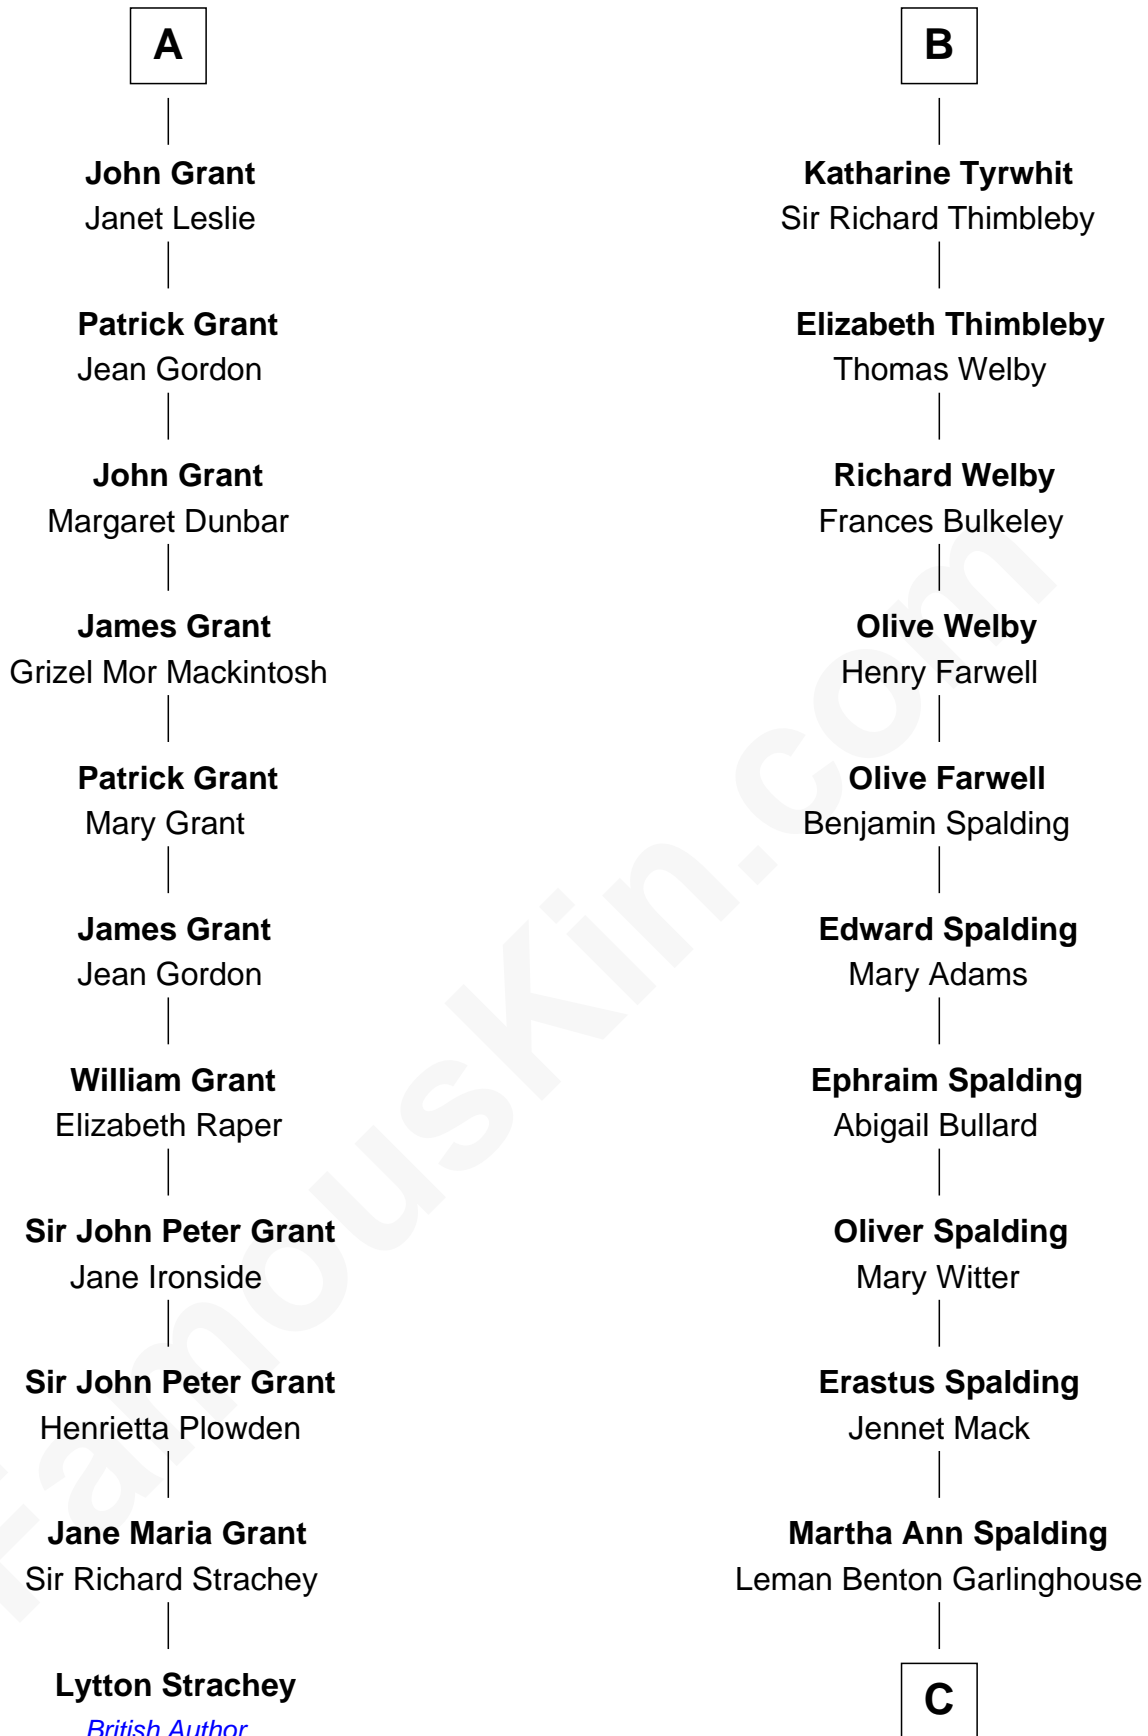 A
John Grant
Janet Leslie
Patrick Grant
Jean Gordon
John Grant
Margaret Dunbar
James Grant
Grizel Mor Mackintosh
Patrick Grant
Mary Grant
James Grant
Jean Gordon
William Grant
Elizabeth Raper
Sir John Peter Grant
Jane Ironside
Sir John Peter Grant
Henrietta Plowden
Jane Maria Grant
Sir Richard Strachey
Lytton Strachey
British Author
B
Katharine Tyrwhit
Sir Richard Thimbleby
Elizabeth Thimbleby
Thomas Welby
Richard Welby
Frances Bulkeley
Olive Welby
Henry Farwell
Olive Farwell
Benjamin Spalding
Edward Spalding
Mary Adams
Ephraim Spalding
Abigail Bullard
Oliver Spalding
Mary Witter
Erastus Spalding
Jennet Mack
Martha Ann Spalding
Leman Benton Garlinghouse
C
FamousKin.com